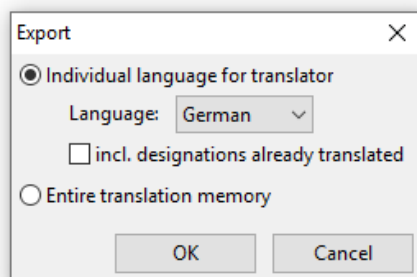 Export
Individual language for translator
Language: German
incl. designations already translated
Entire translation memory
OK Cancel